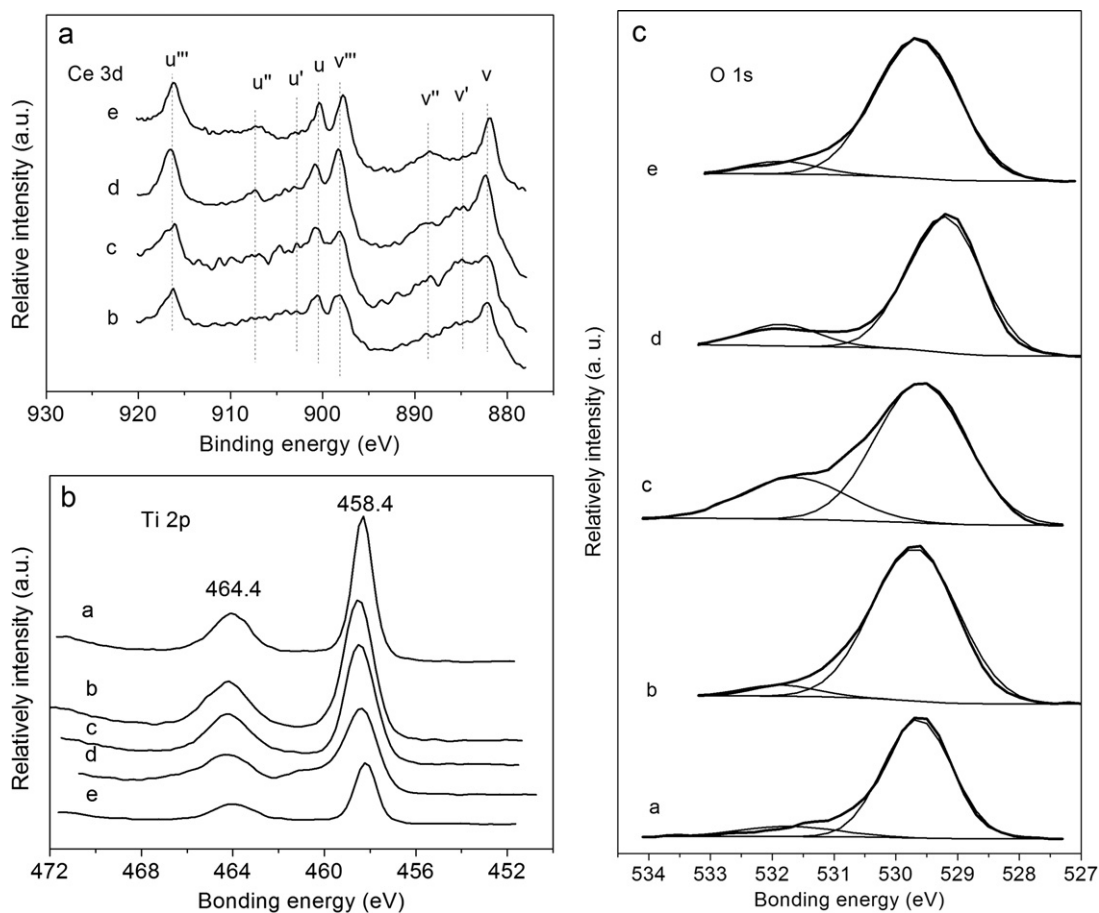 a
Ce 3d
u''' u'' u' u v''' v'' v' v
e
d
c
b
Relative intensity (a.u.)
930 920 910 900 890 880
Binding energy (eV)
b
Ti 2p
458.4
464.4
a
b
c
d
e
Relatively intensity (a.u.)
472 468 464 460 456 452
Bonding energy (eV)
c
O 1s
e
d
c
b
a
Relatively intensity (a. u.)
534 533 532 531 530 529 528 527
Bonding energy (eV)